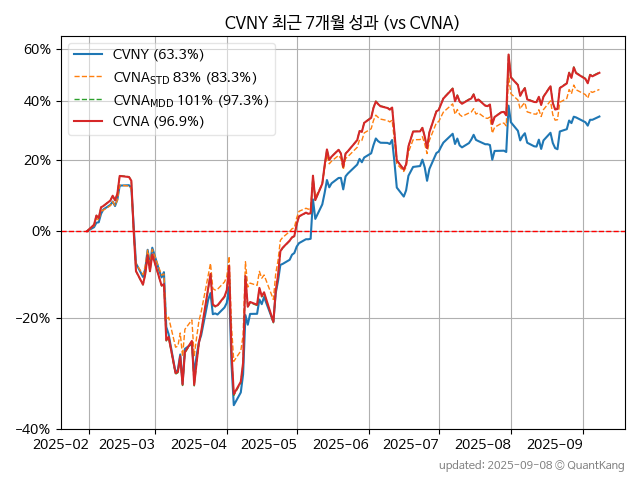 CVNY 최근 7개월 성과 (vs CVNA)
CVNY (63.3%)
CVNA_STD 83% (83.3%)
CVNA_MDD 101% (97.3%)
CVNA (96.9%)
60%
40%
20%
0%
−20%
−40%
2025-02 2025-03 2025-04 2025-05 2025-06 2025-07 2025-08 2025-09
updated: 2025-09-08 © QuantKang